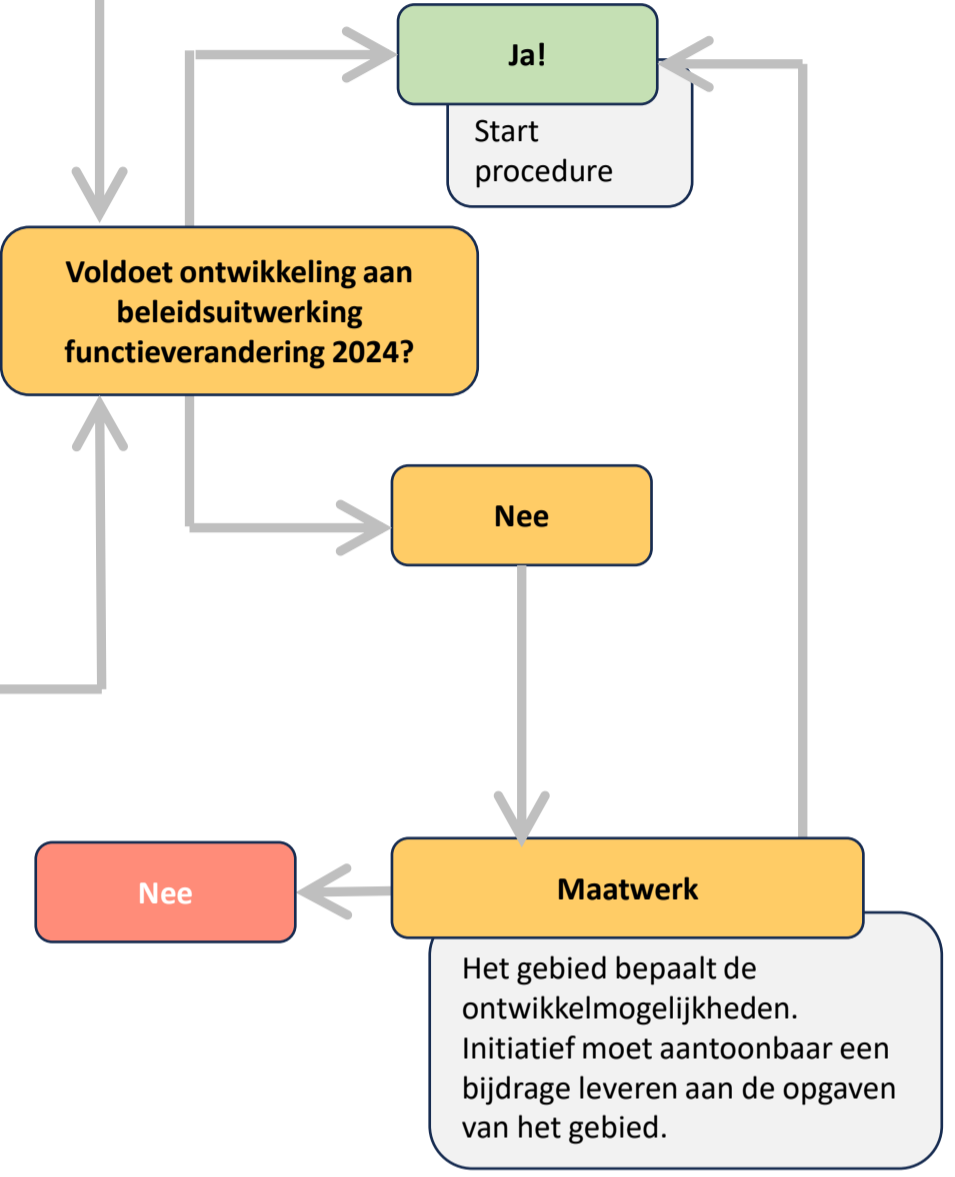 Ja!
Start
procedure
Voldoet ontwikkeling aan
beleidsuitwerking
functieverandering 2024?
Nee
Nee
Maatwerk
Het gebied bepaalt de
ontwikkelmogelijkheden.
Initiatief moet aantoonbaar een
bijdrage leveren aan de opgaven
van het gebied.